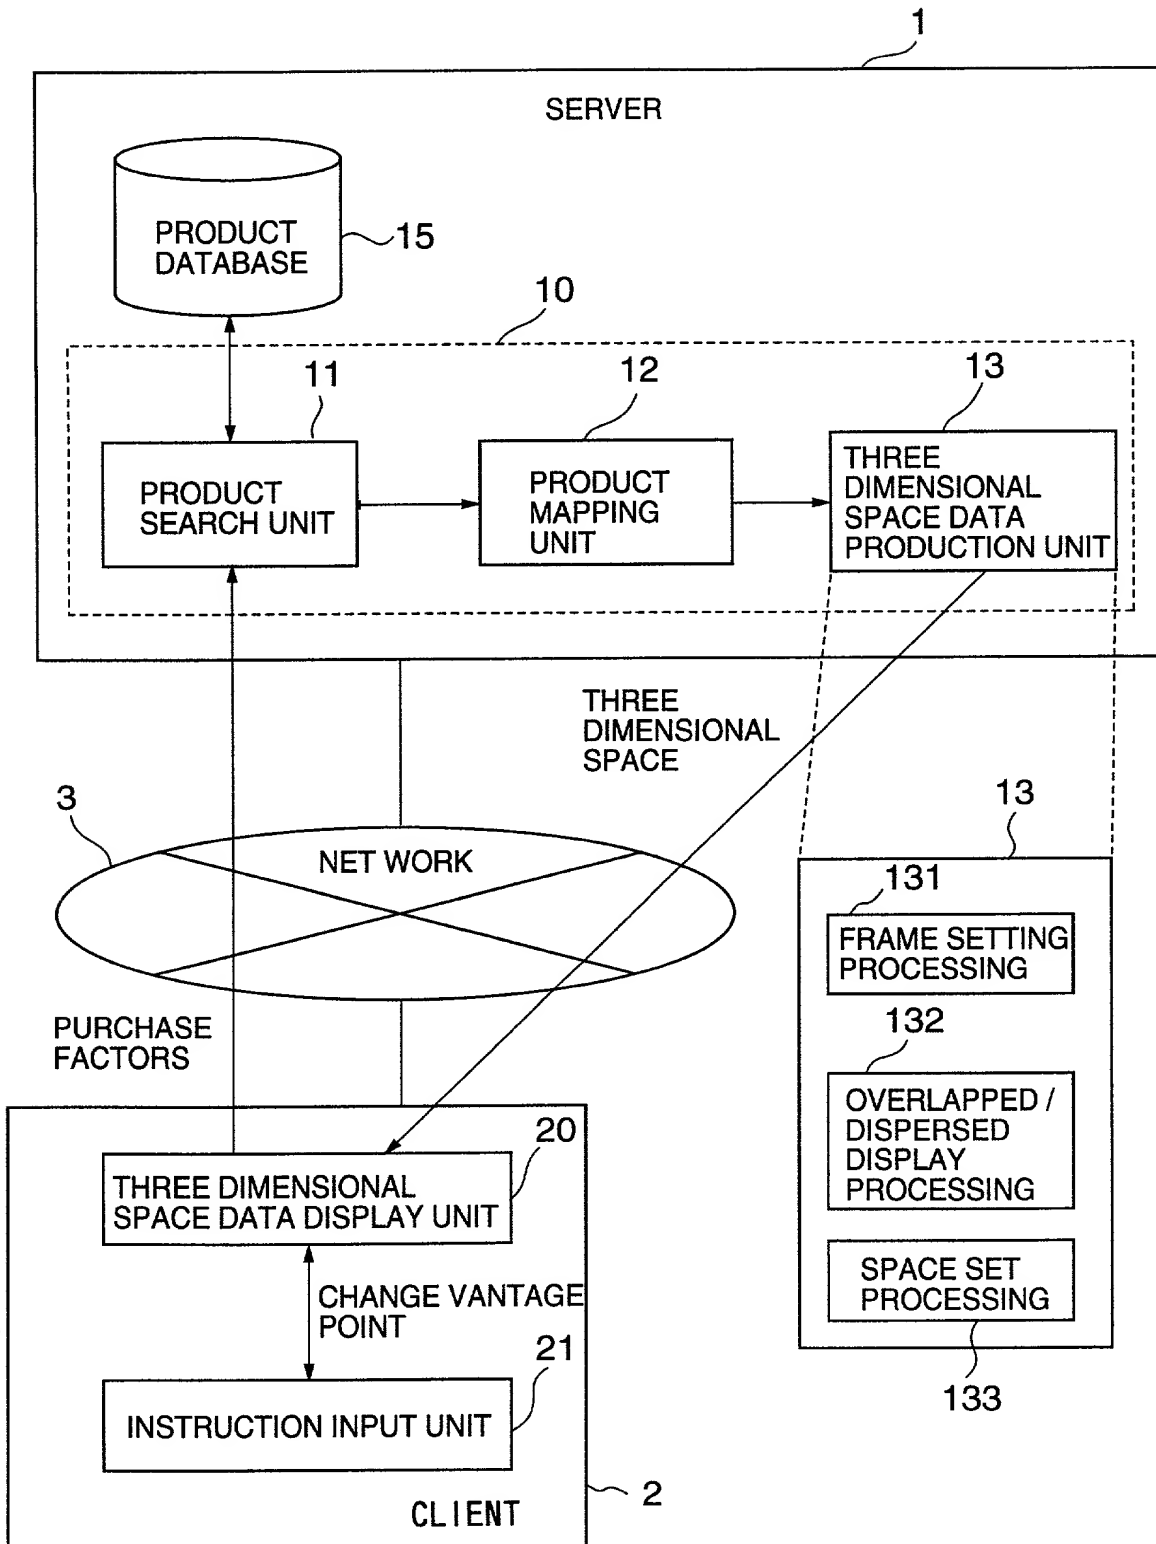 1
SERVER
PRODUCT
DATABASE
15
10
11
12
13
PRODUCT
SEARCH UNIT
PRODUCT
MAPPING
UNIT
THREE
DIMENSIONAL
SPACE DATA
PRODUCTION UNIT
THREE
DIMENSIONAL
SPACE
3
NET WORK
PURCHASE
FACTORS
13
131
FRAME SETTING
PROCESSING
132
OVERLAPPED /
DISPERSED
DISPLAY
PROCESSING
SPACE SET
PROCESSING
133
20
THREE DIMENSIONAL
SPACE DATA DISPLAY UNIT
CHANGE VANTAGE
POINT
21
INSTRUCTION INPUT UNIT
2
CLIENT